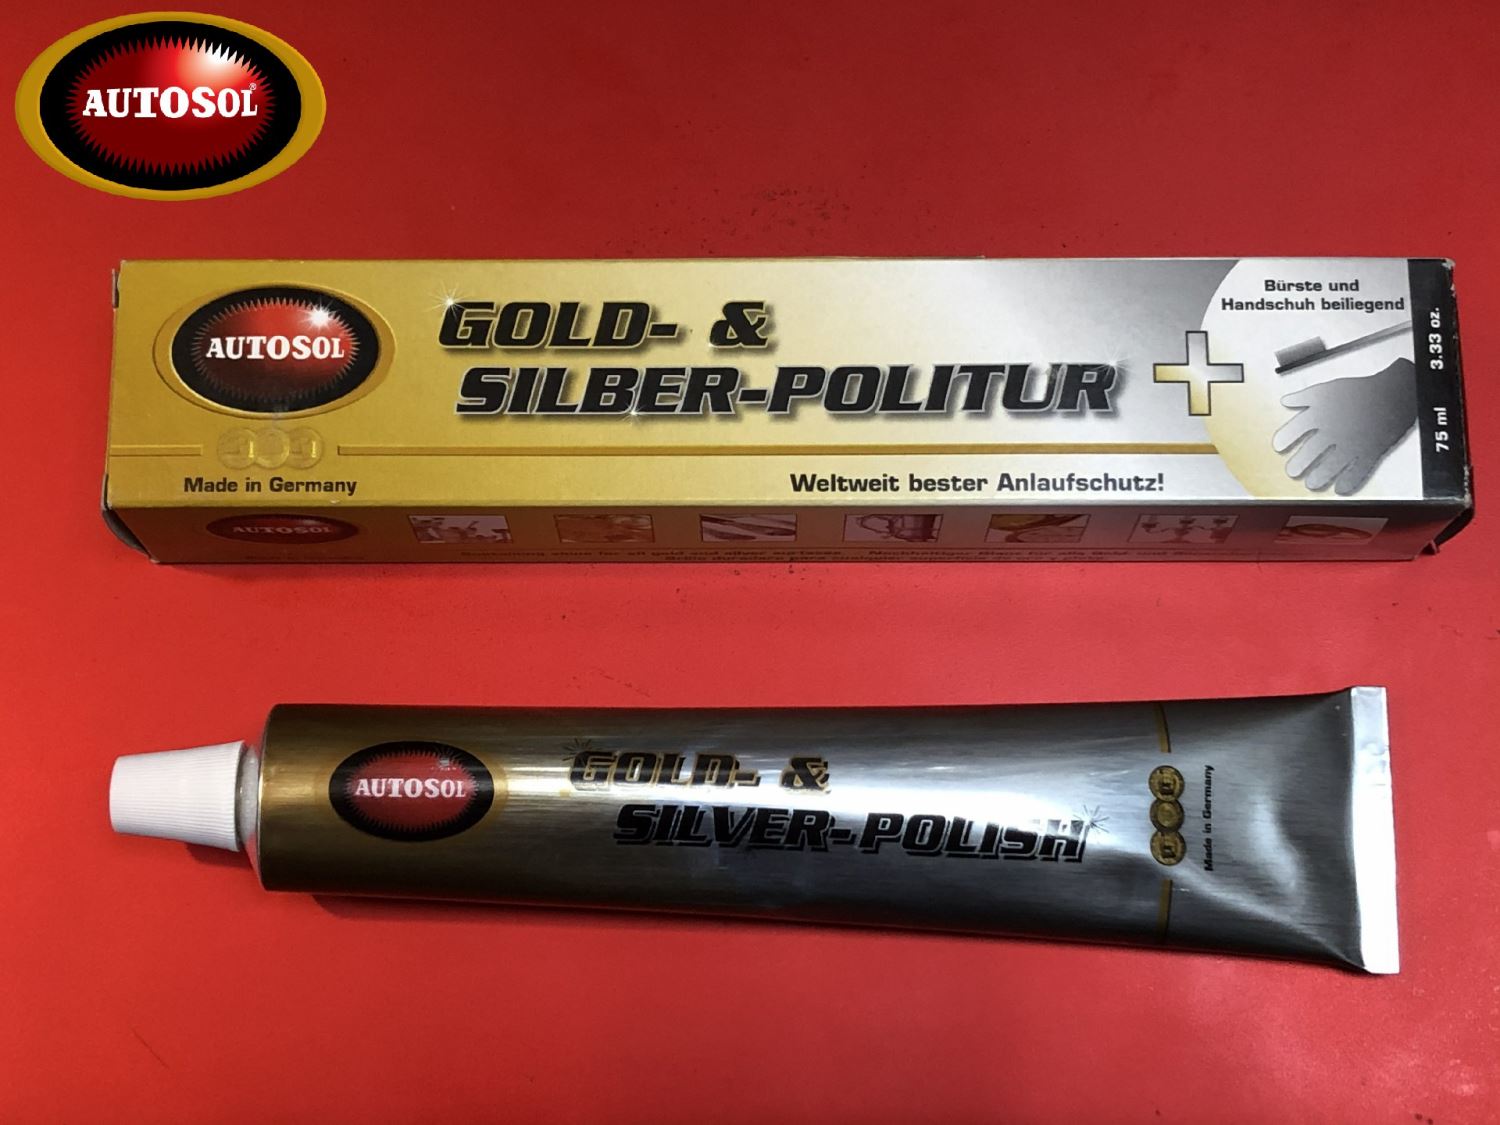 AUTOSOL®
AUTOSOL
GOLD- &
SILBER-POLITUR
Bürste und
Handschuh beiliegend
75 ml 3.33 oz.
Made in Germany
Weltweit bester Anlaufschutz!
AUTOSOL
AUTOSOL
GOLD- &
SILVER-POLISH
Made in Germany